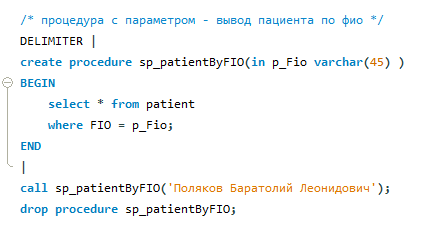 /* процедура с параметром - вывод пациента по фио */
DELIMITER |
create procedure sp_patientByFIO(in p_Fio varchar(45) )
BEGIN
select * from patient
where FIO = p_Fio;
END
|
call sp_patientByFIO('Поляков Баратолий Леонидович');
drop procedure sp_patientByFIO;